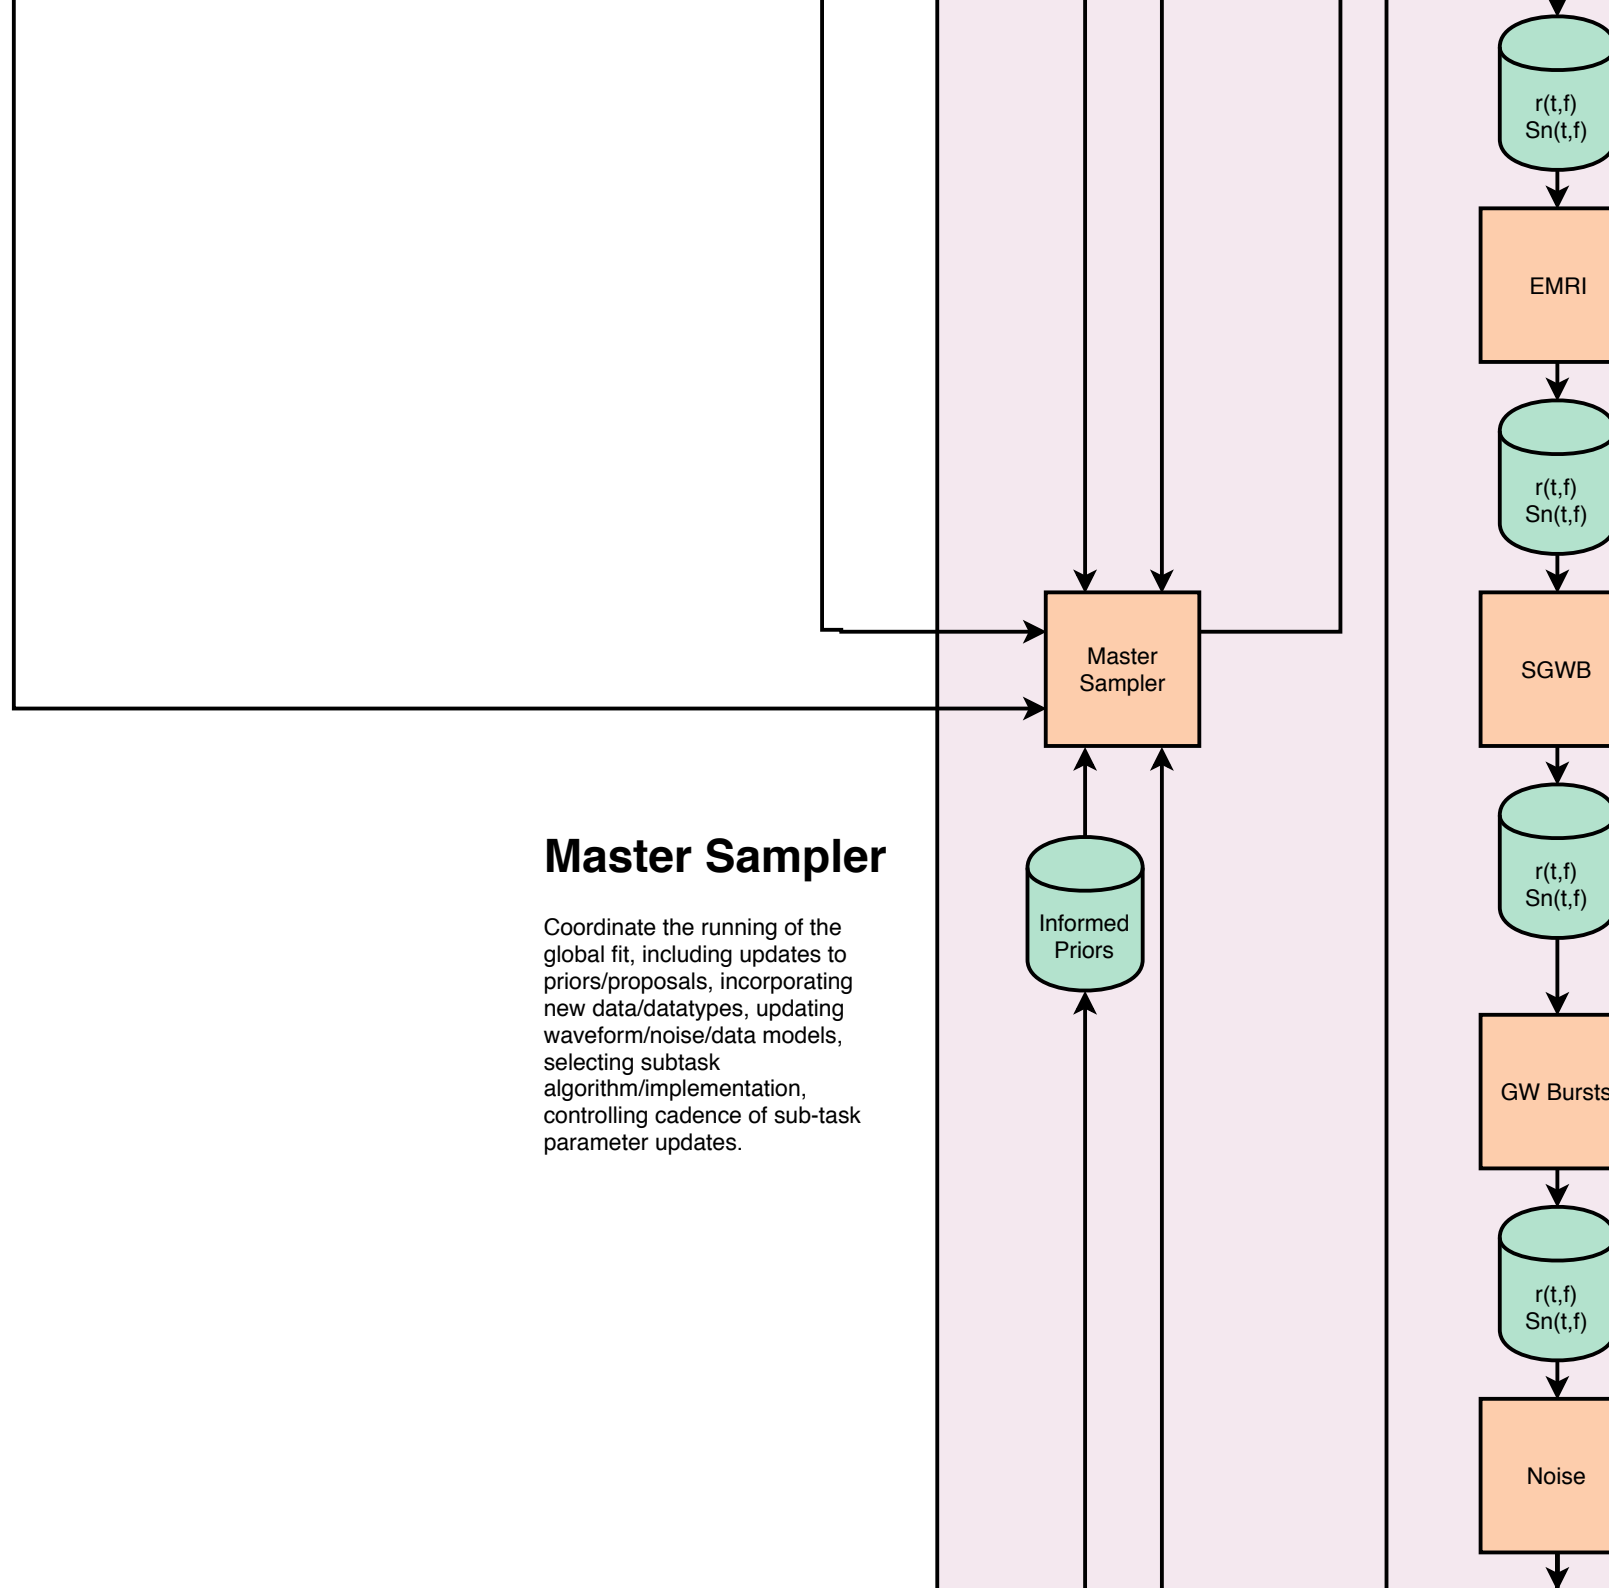 r(t,f)
Sn(t,f)
EMRI
r(t,f)
Sn(t,f)
Master
Sampler
SGWB
Master Sampler
Coordinate the running of the
global fit, including updates to
priors/proposals, incorporating
new data/datatypes, updating
waveform/noise/data models,
selecting subtask
algorithm/implementation,
controlling cadence of sub-task
parameter updates.
Informed
Priors
r(t,f)
Sn(t,f)
GW Bursts
r(t,f)
Sn(t,f)
Noise